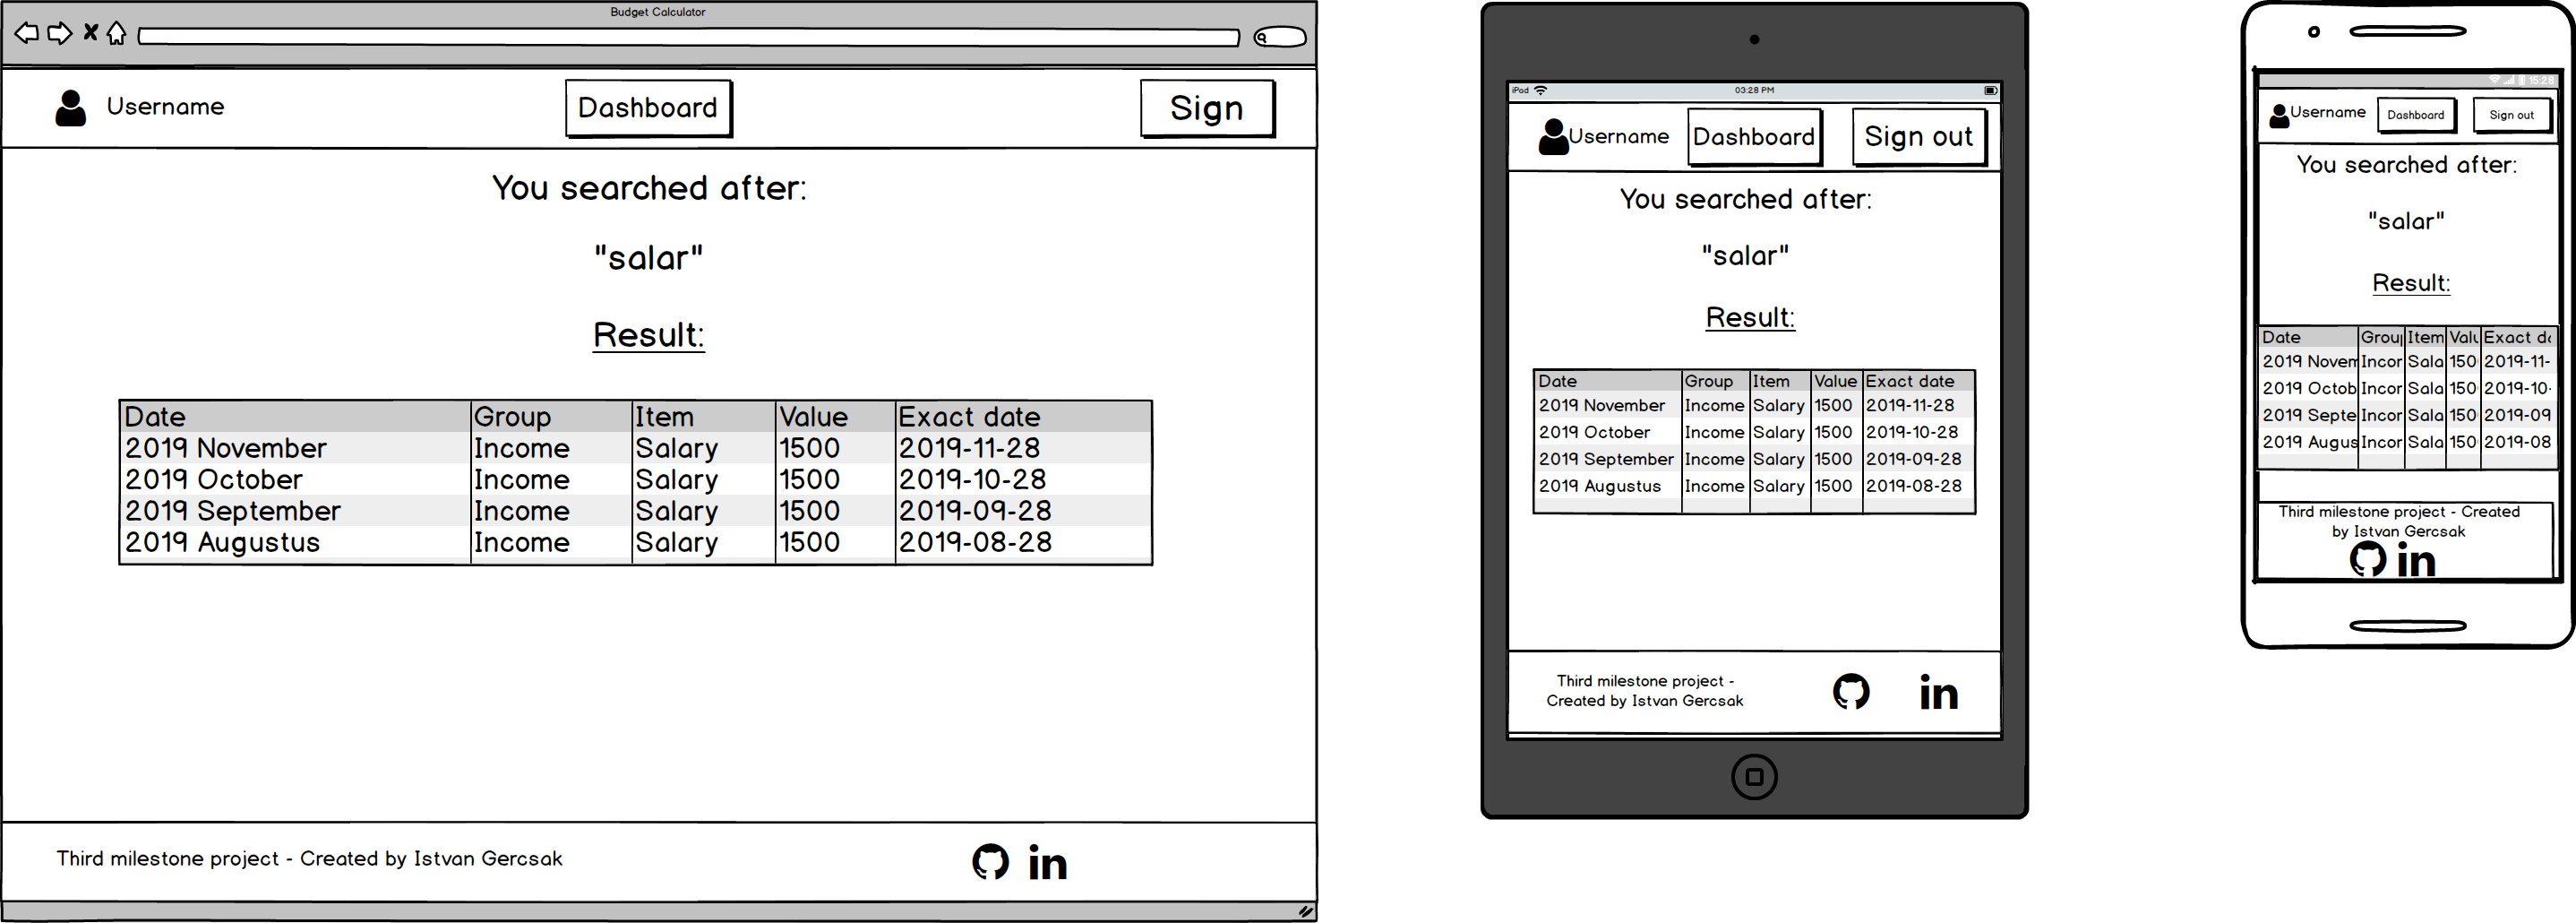 Budget Calculator
Username Dashboard Sign
You searched after:
"salar"
Result:
Date Group Item Value Exact date
2019 November Income Salary 1500 2019-11-28
2019 October Income Salary 1500 2019-10-28
2019 September Income Salary 1500 2019-09-28
2019 Augustus Income Salary 1500 2019-08-28
Third milestone project - Created by Istvan Gercsak
in
iPad 03:28 PM
Username Dashboard Sign out
You searched after:
"salar"
Result:
Date Group Item Value Exact date
2019 November Income Salary 1500 2019-11-28
2019 October Income Salary 1500 2019-10-28
2019 September Income Salary 1500 2019-09-28
2019 Augustus Income Salary 1500 2019-08-28
Third milestone project -
Created by Istvan Gercsak
in
15:28
Username Dashboard Sign out
You searched after:
"salar"
Result:
Date Group Item Valu Exact da
2019 Novem Incor Sala 150 2019-11-
2019 Octob Incor Sala 150 2019-10-
2019 Septe Incor Sala 150 2019-09
2019 Augus Incor Sala 150 2019-08
Third milestone project - Created
by Istvan Gercsak
in